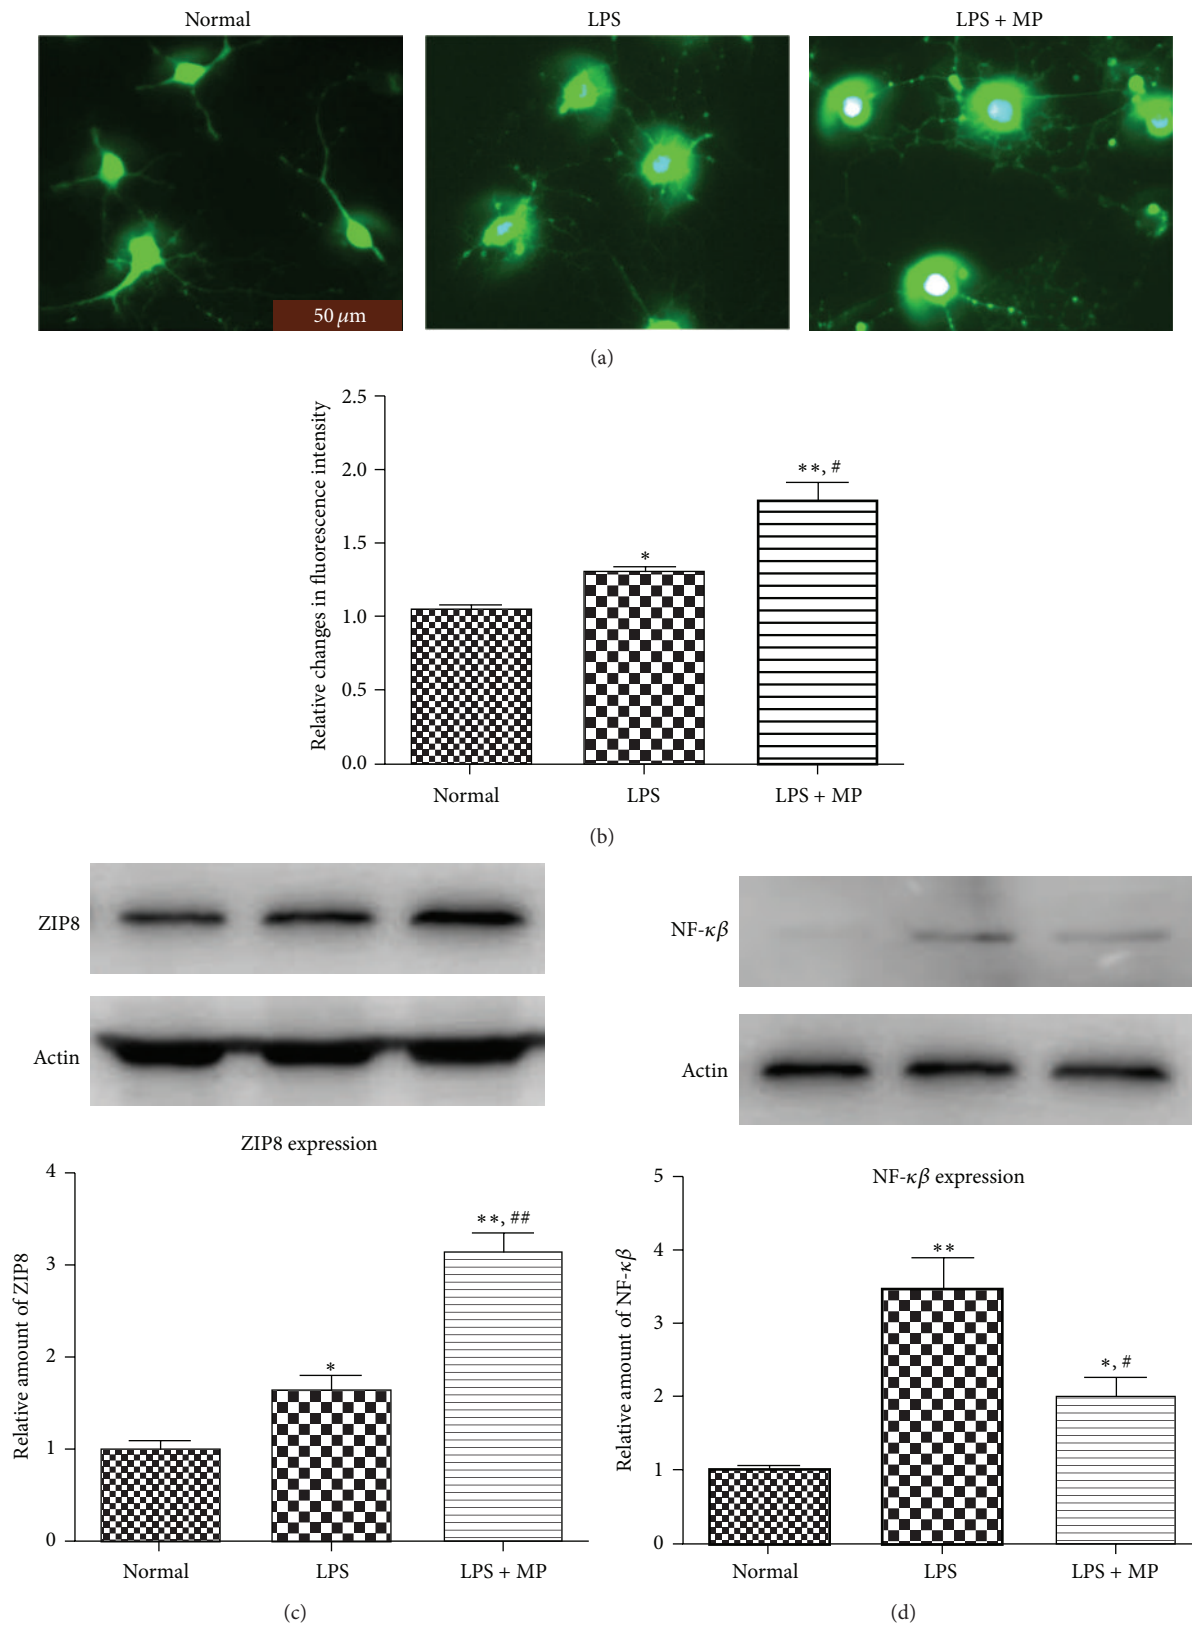 Normal
LPS
LPS + MP
50 μm
(a)
Relative changes in fluorescence intensity
2.5
2.0
1.5
1.0
0.5
0.0
*
**, #
Normal
LPS
LPS + MP
(b)
ZIP8
Actin
ZIP8 expression
Relative amount of ZIP8
4
3
2
1
0
*
**, ##
Normal
LPS
LPS + MP
(c)
NF-κβ
Actin
NF-κβ expression
Relative amount of NF-κβ
5
4
3
2
1
0
**
*, #
Normal
LPS
LPS + MP
(d)